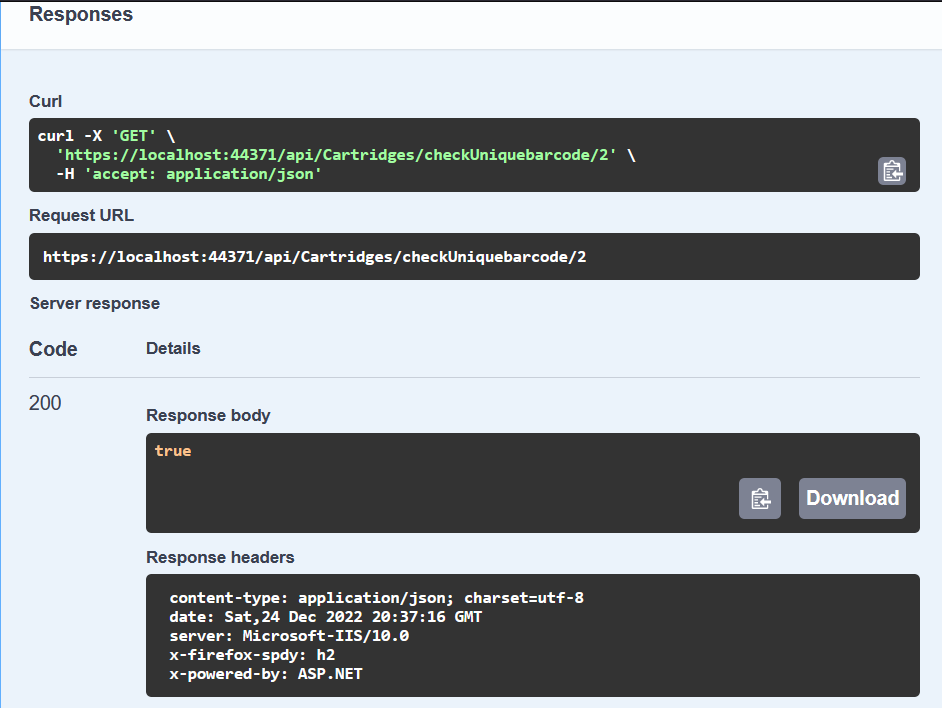 Responses
Curl
curl -X 'GET' \
'https://localhost:44371/api/Cartridges/checkUniquebarcode/2' \
-H 'accept: application/json'
Request URL
https://localhost:44371/api/Cartridges/checkUniquebarcode/2
Server response
Code Details
200
Response body
true
Download
Response headers
content-type: application/json; charset=utf-8
date: Sat,24 Dec 2022 20:37:16 GMT
server: Microsoft-IIS/10.0
x-firefox-spdy: h2
x-powered-by: ASP.NET